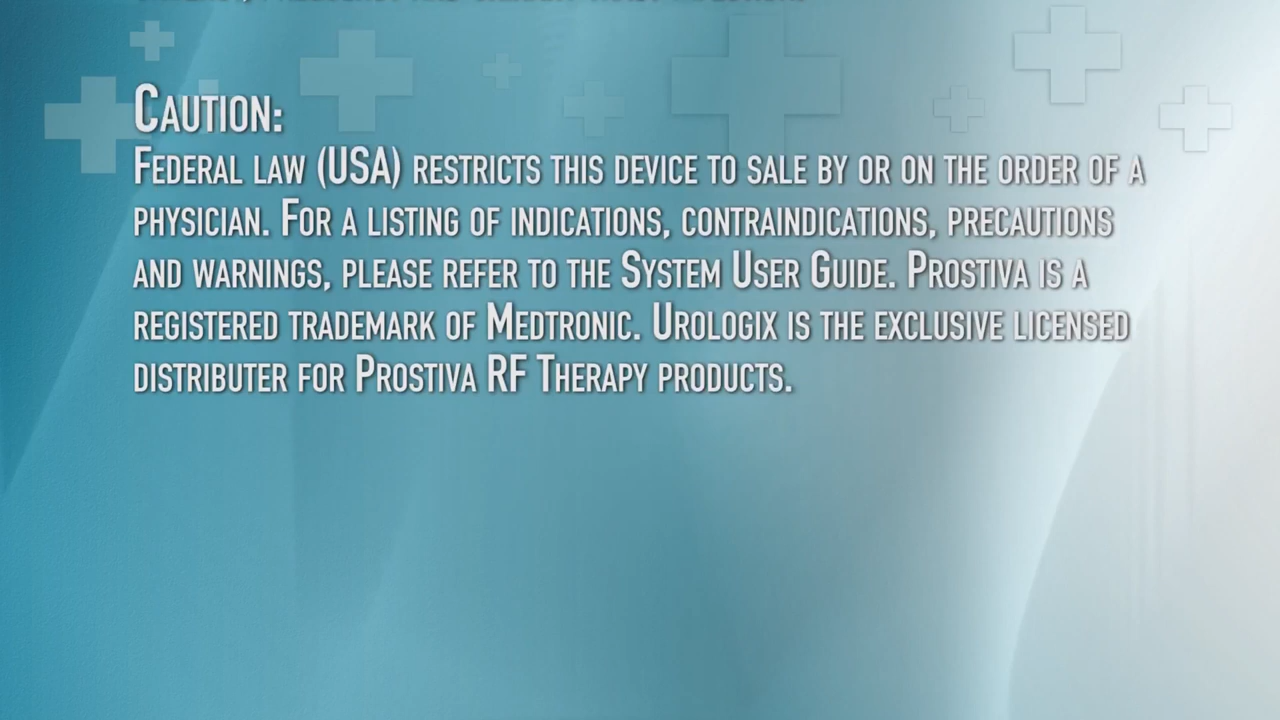 Caution:
Federal law (USA) restricts this device to sale by or on the order of a
physician. For a listing of indications, contraindications, precautions
and warnings, please refer to the System User Guide. Prostiva is a
registered trademark of Medtronic. Urologix is the exclusive licensed
distributer for Prostiva RF Therapy products.